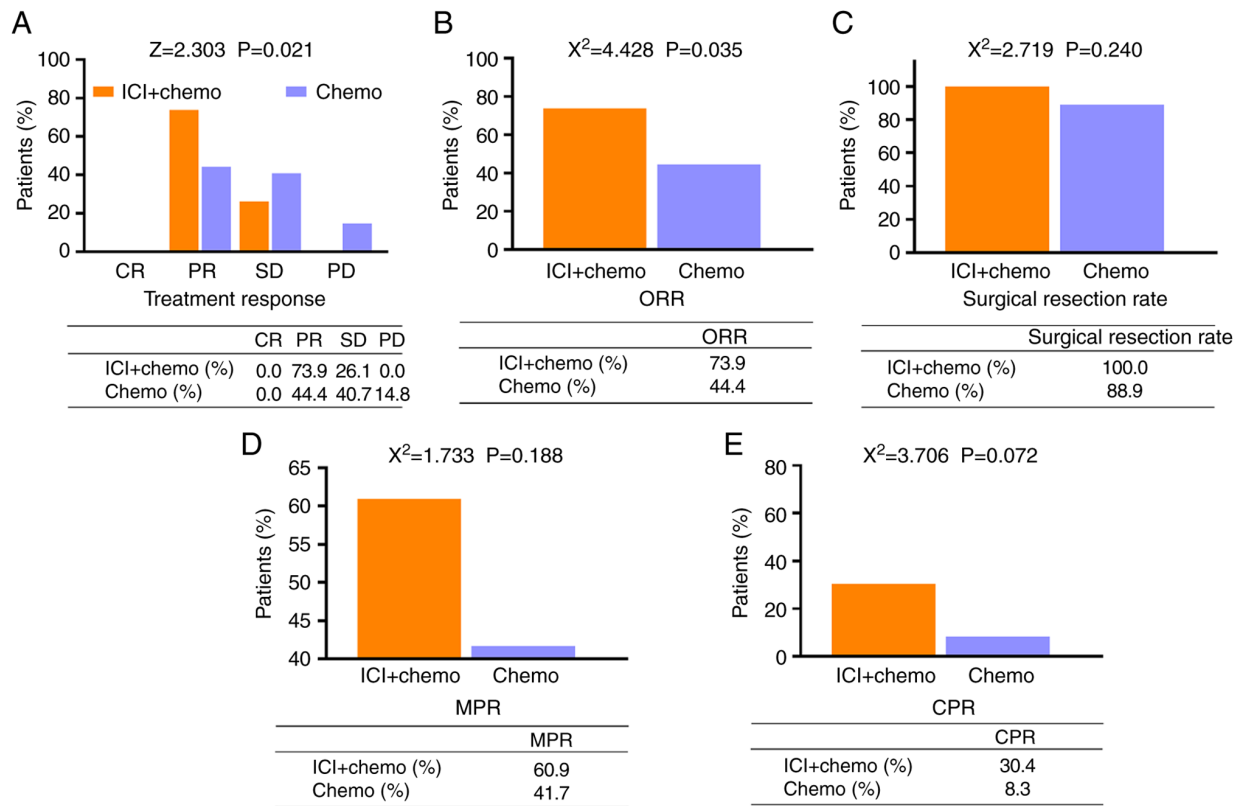 A
Z=2.303 P=0.021
100
80
60
40
20
0
Patients (%)
ICI+chemo Chemo
CR PR SD PD
Treatment response
CR PR SD PD
ICI+chemo (%) 0.0 73.9 26.1 0.0
Chemo (%) 0.0 44.4 40.7 14.8
B
X²=4.428 P=0.035
100
80
60
40
20
0
Patients (%)
ICI+chemo Chemo
ORR
ORR
ICI+chemo (%) 73.9
Chemo (%) 44.4
C
X²=2.719 P=0.240
100
80
60
40
20
0
Patients (%)
ICI+chemo Chemo
Surgical resection rate
Surgical resection rate
ICI+chemo (%) 100.0
Chemo (%) 88.9
D
X²=1.733 P=0.188
65
60
55
50
45
40
Patients (%)
ICI+chemo Chemo
MPR
MPR
ICI+chemo (%) 60.9
Chemo (%) 41.7
E
X²=3.706 P=0.072
80
60
40
20
0
Patients (%)
ICI+chemo Chemo
CPR
CPR
ICI+chemo (%) 30.4
Chemo (%) 8.3